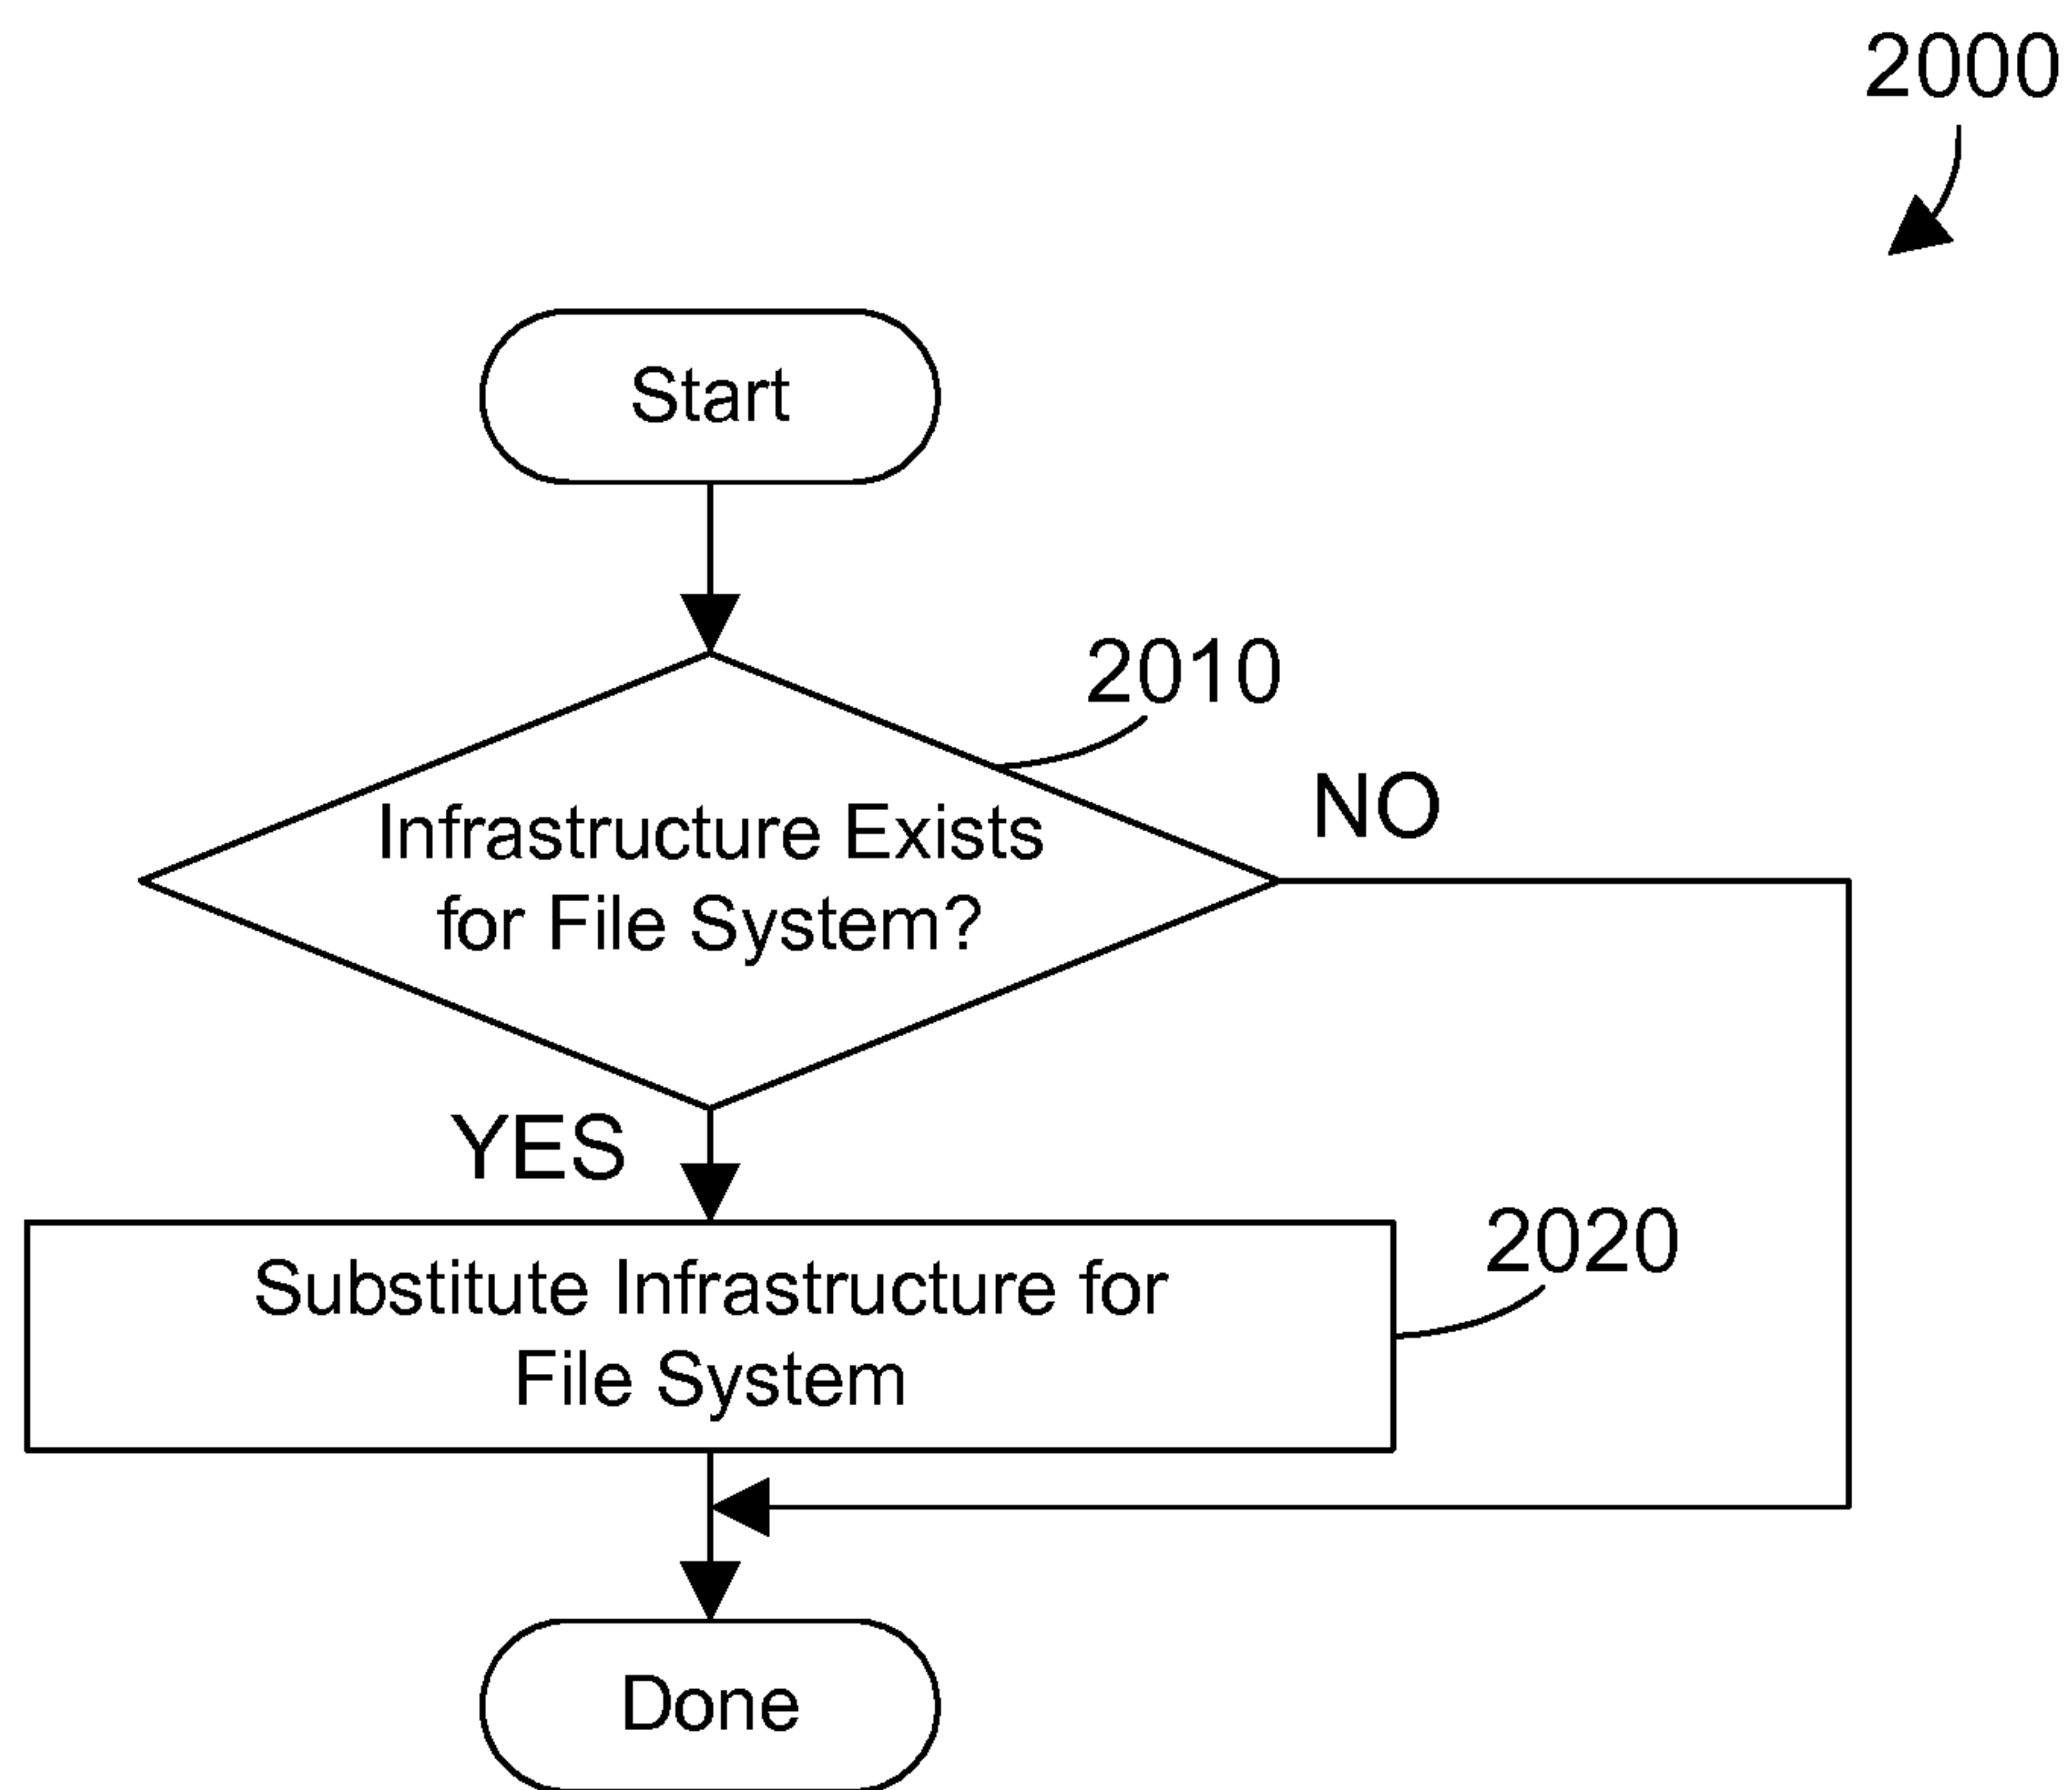 2000
Start
2010
Infrastructure Exists
for File System?
NO
YES
2020
Substitute Infrastructure for
File System
Done